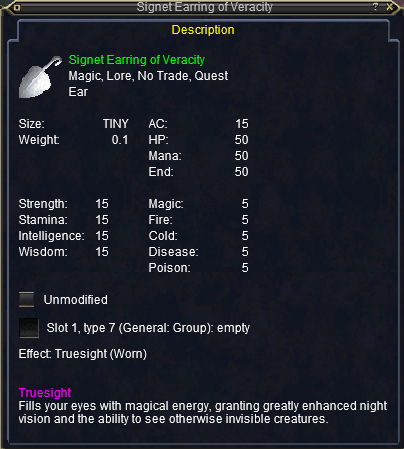 Signet Earring of Veracity ? ×
Description
Signet Earring of Veracity
Magic, Lore, No Trade, Quest
Ear
Size: TINY AC: 15
Weight: 0.1 HP: 50
Mana: 50
End: 50
Strength: 15 Magic: 5
Stamina: 15 Fire: 5
Intelligence: 15 Cold: 5
Wisdom: 15 Disease: 5
Poison: 5
Unmodified
Slot 1, type 7 (General: Group): empty
Effect: Truesight (Worn)
Truesight
Fills your eyes with magical energy, granting greatly enhanced night
vision and the ability to see otherwise invisible creatures.